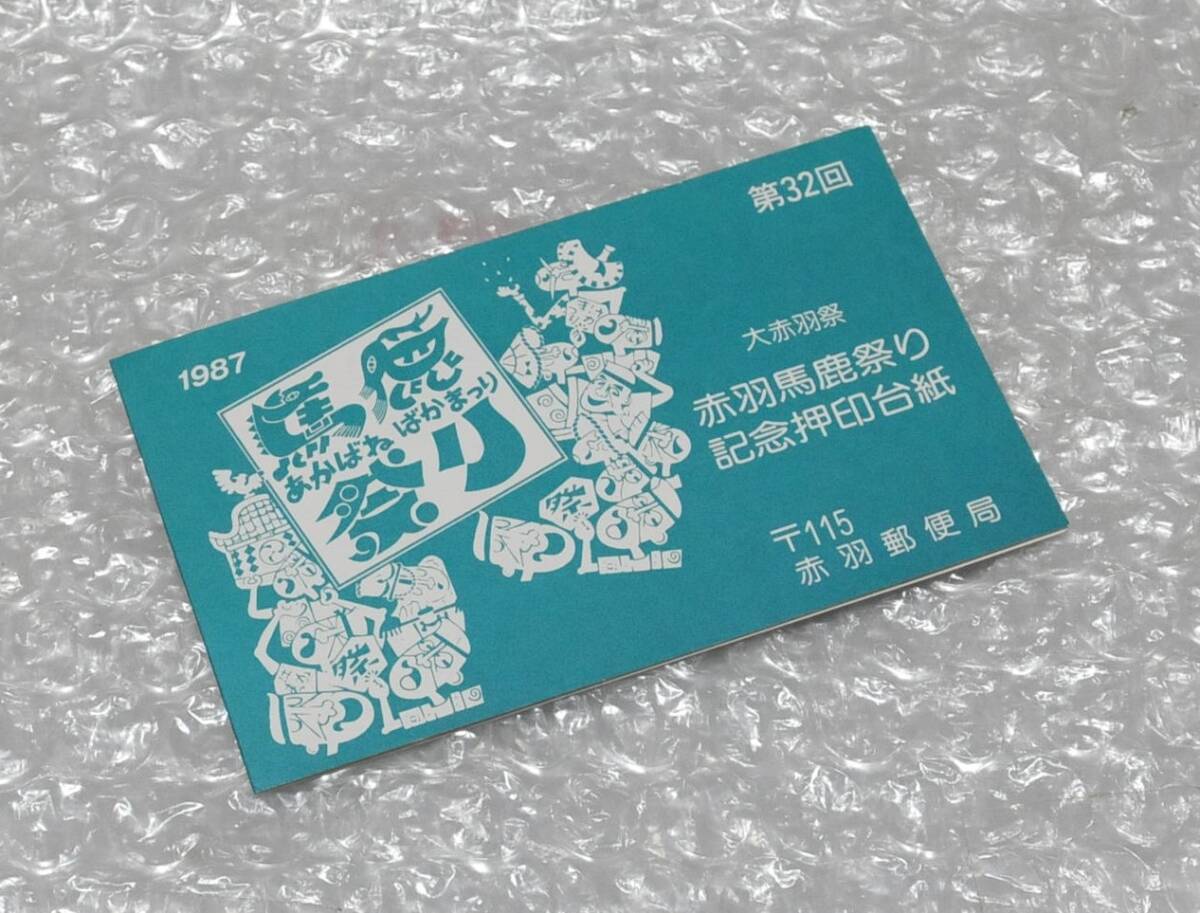 1987
馬鹿
あかばねばかまつり
祭り
第32回
大赤羽祭
赤羽馬鹿祭り
記念押印台紙
〒115
赤羽郵便局
祭
祭